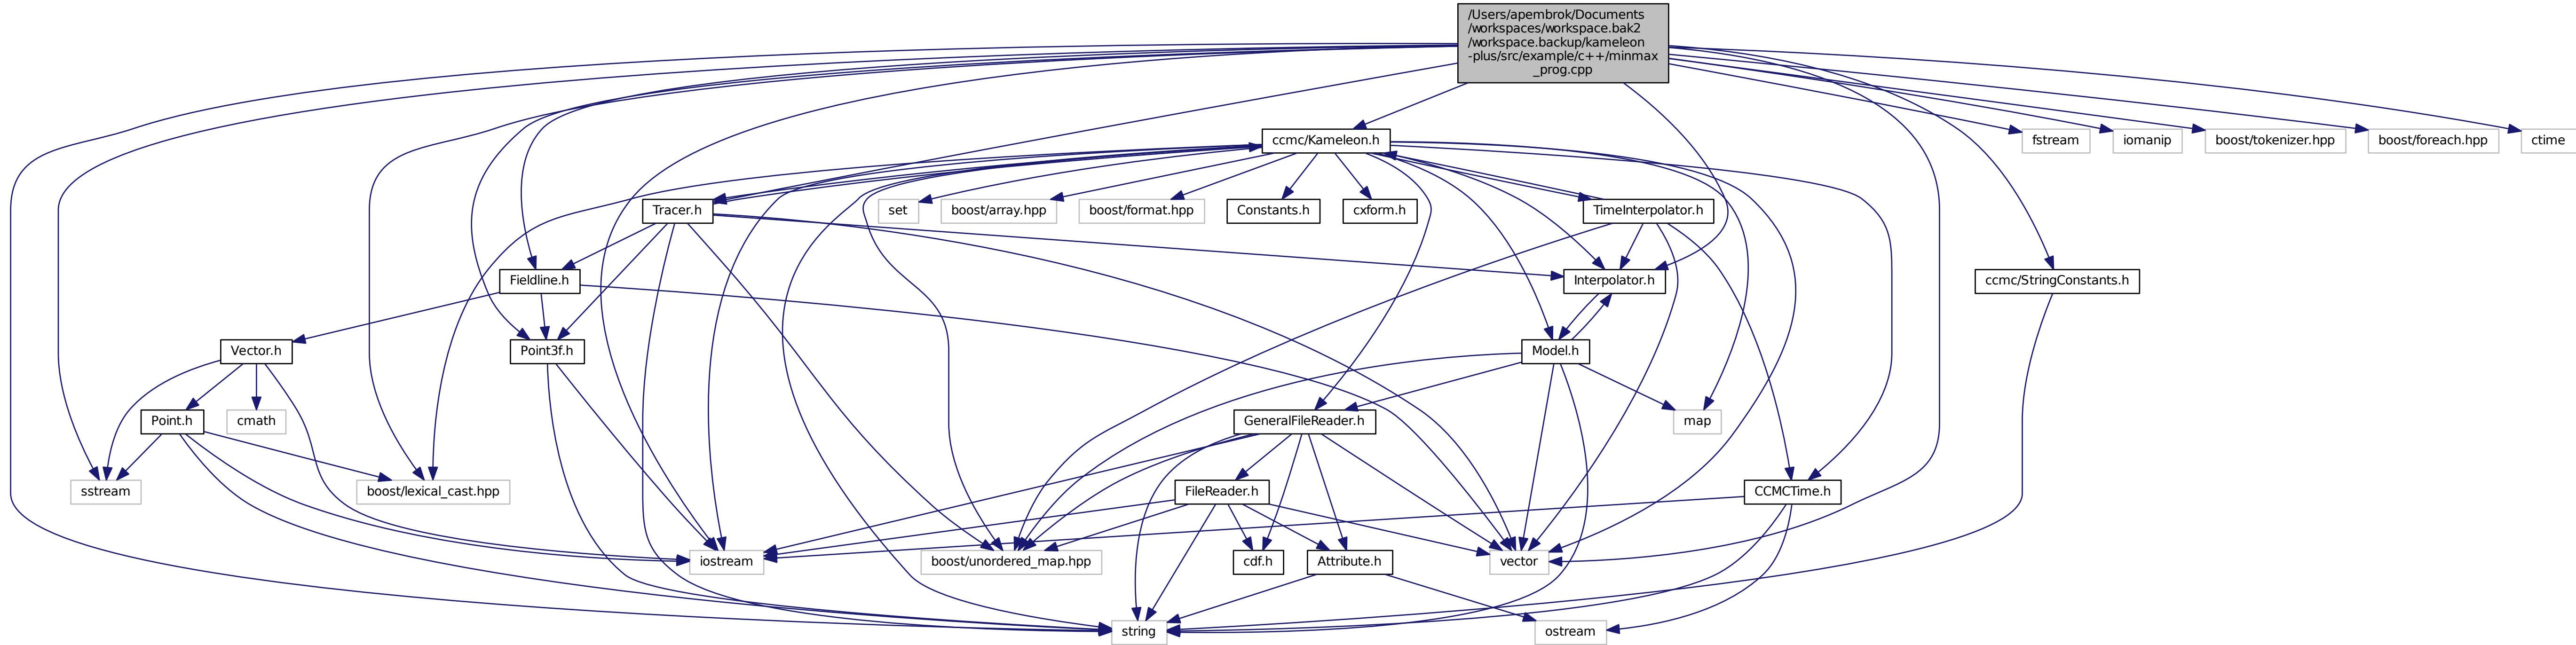 /Users/apembrok/Documents
/workspaces/workspace.bak2
/workspace.backup/kameleon
-plus/src/example/c++/minmax
_prog.cpp
ccmc/Kameleon.h
fstream
iomanip
boost/tokenizer.hpp
boost/foreach.hpp
ctime
Tracer.h
set
boost/array.hpp
boost/format.hpp
Constants.h
cxform.h
TimeInterpolator.h
Fieldline.h
Interpolator.h
ccmc/StringConstants.h
Vector.h
Point3f.h
Model.h
Point.h
cmath
GeneralFileReader.h
map
sstream
boost/lexical_cast.hpp
FileReader.h
CCMCTime.h
iostream
boost/unordered_map.hpp
cdf.h
Attribute.h
vector
string
ostream